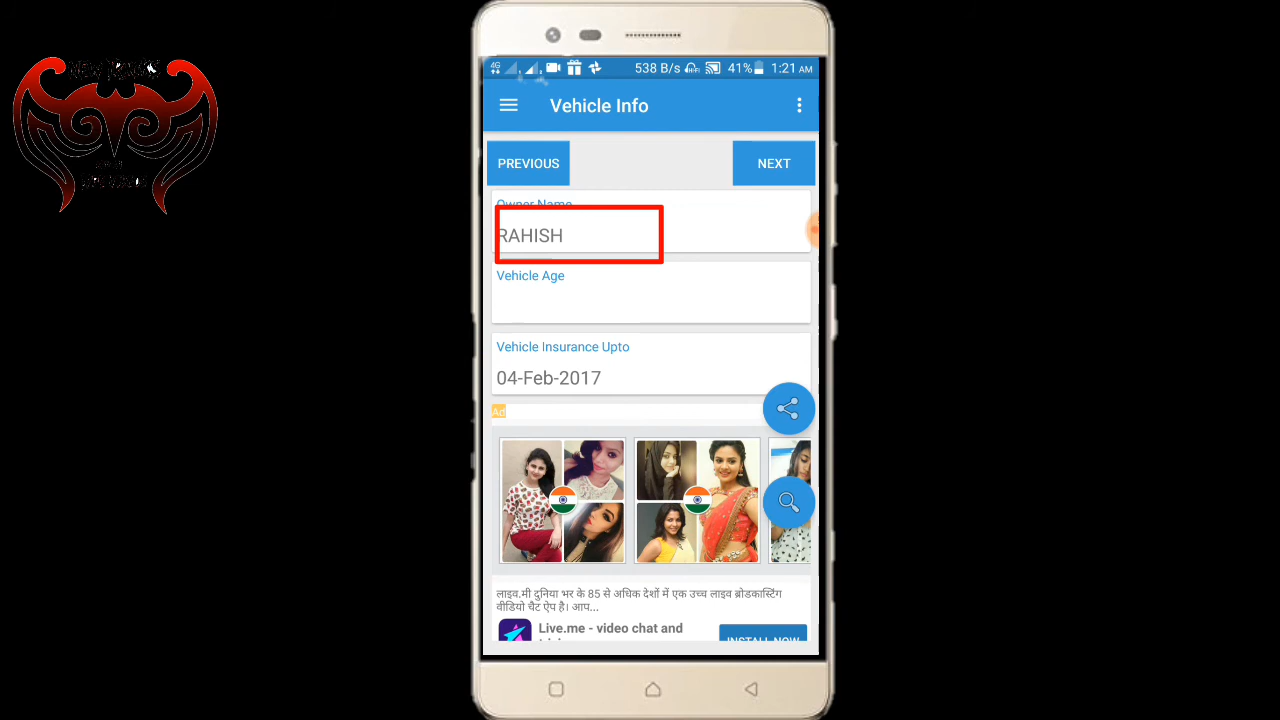 4G
538 B/s
41%
1:21 AM
Vehicle Info
PREVIOUS
NEXT
Owner Name
RAHISH
Vehicle Age
Vehicle Insurance Upto
04-Feb-2017
Ad
लाइव.मी दुनिया भर के 85 से अधिक देशों में एक उच्च लाइव ब्रोडकास्टिंग
वीडियो चैट ऐप है। आप...
Live.me - video chat and
INSTALL NOW